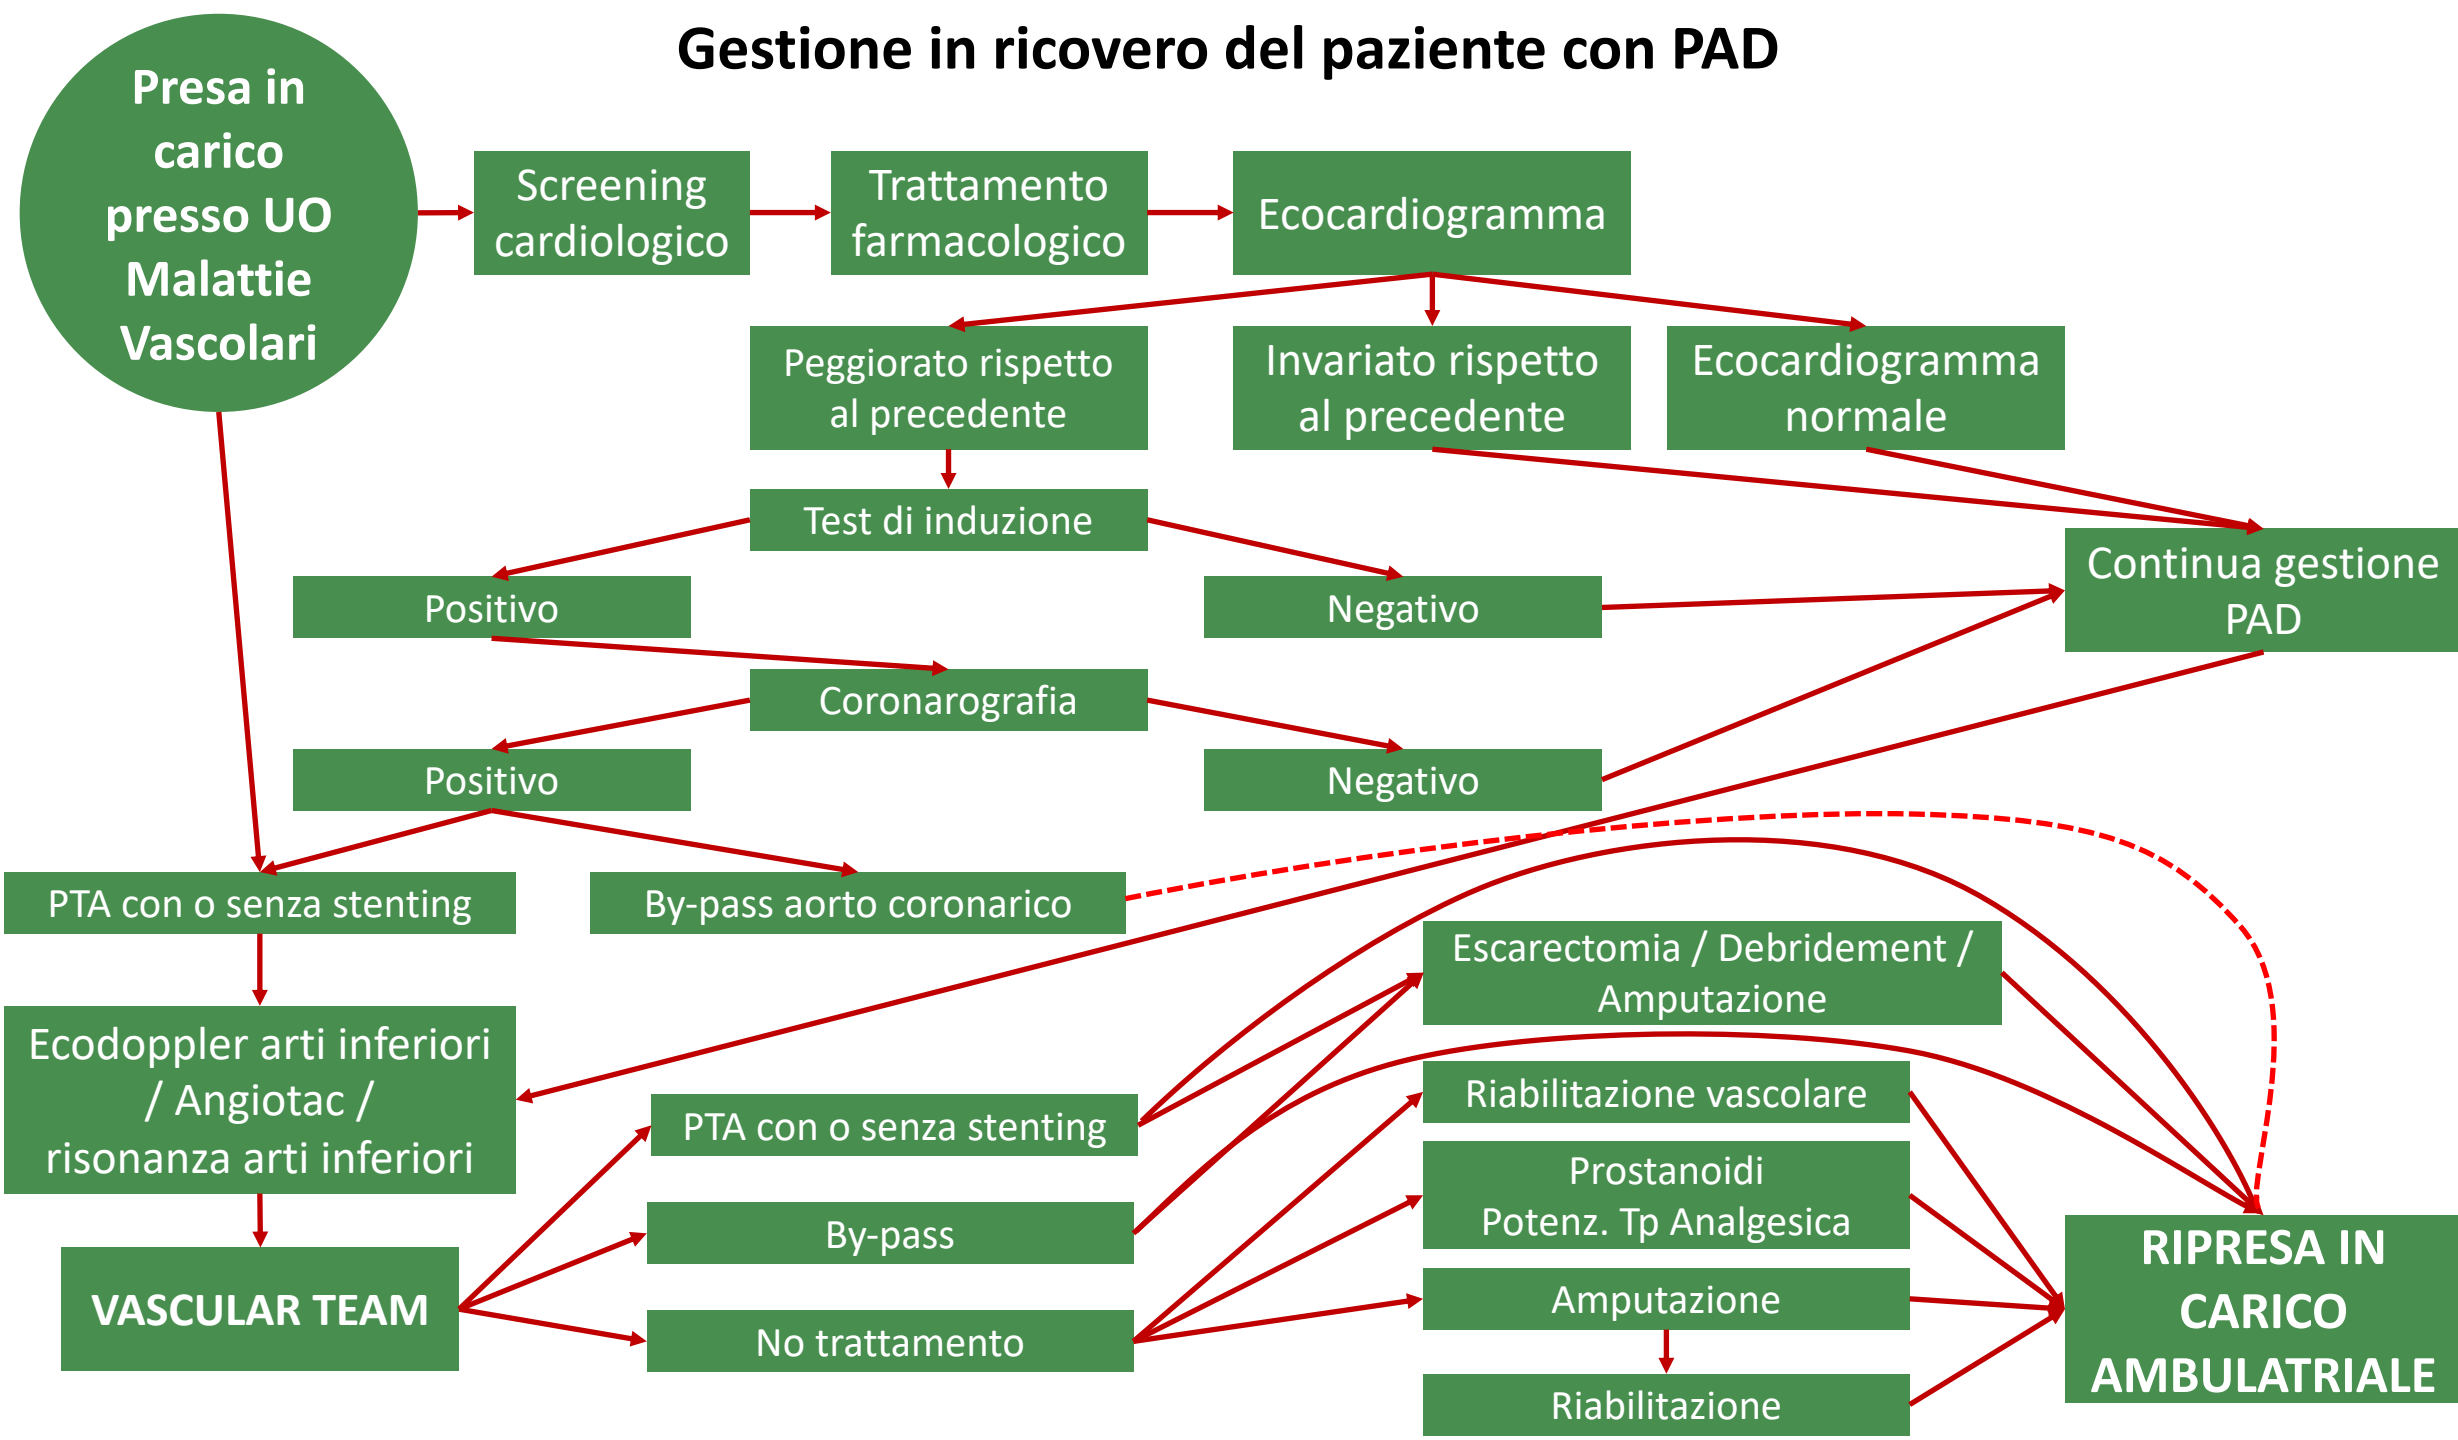 Gestione in ricovero del paziente con PAD
Presa in
carico
presso UO
Malattie
Vascolari
Screening
cardiologico
Trattamento
farmacologico
Ecocardiogramma
Peggiorato rispetto
al precedente
Invariato rispetto
al precedente
Ecocardiogramma
normale
Test di induzione
Positivo
Negativo
Continua gestione
PAD
Coronarografia
Positivo
Negativo
PTA con o senza stenting
By-pass aorto coronarico
Escarectomia / Debridement /
Amputazione
Ecodoppler arti inferiori
/ Angiotac /
risonanza arti inferiori
PTA con o senza stenting
Riabilitazione vascolare
Prostanoidi
Potenz. Tp Analgesica
By-pass
VASCULAR TEAM
No trattamento
Amputazione
Riabilitazione
RIPRESA IN
CARICO
AMBULATRIALE